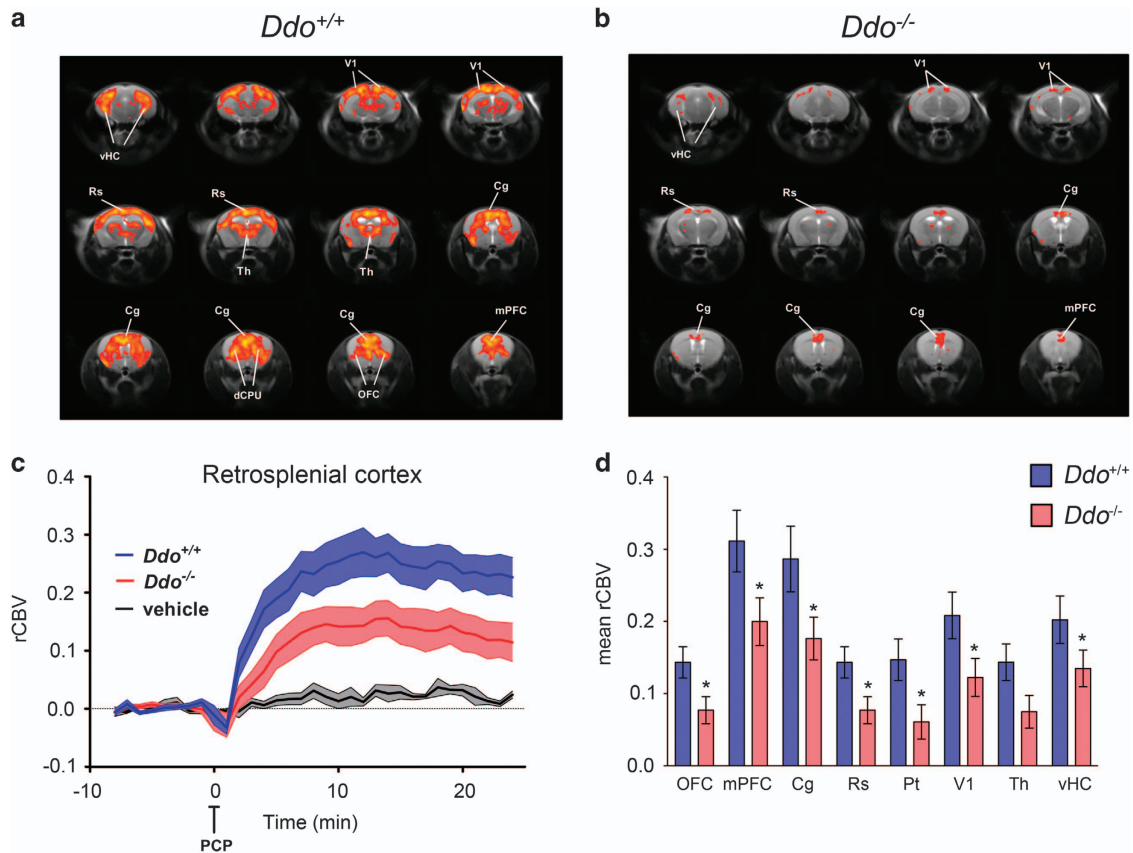 a
Ddo+/+
V1
V1
vHC
Rs
Rs
Cg
Th
Th
Cg
Cg
Cg
mPFC
dCPU
OFC
b
Ddo-/-
V1
V1
vHC
Rs
Rs
Cg
Cg
Cg
Cg
mPFC
c
Retrosplenial cortex
0.4
0.3
0.2
0.1
0.0
-0.1
rCBV
Ddo+/+
Ddo-/-
vehicle
-10
0
10
20
Time (min)
PCP
d
Ddo+/+
Ddo-/-
0.4
0.3
0.2
0.1
0.0
mean rCBV
*
*
*
*
*
*
*
OFC mPFC Cg Rs Pt V1 Th vHC